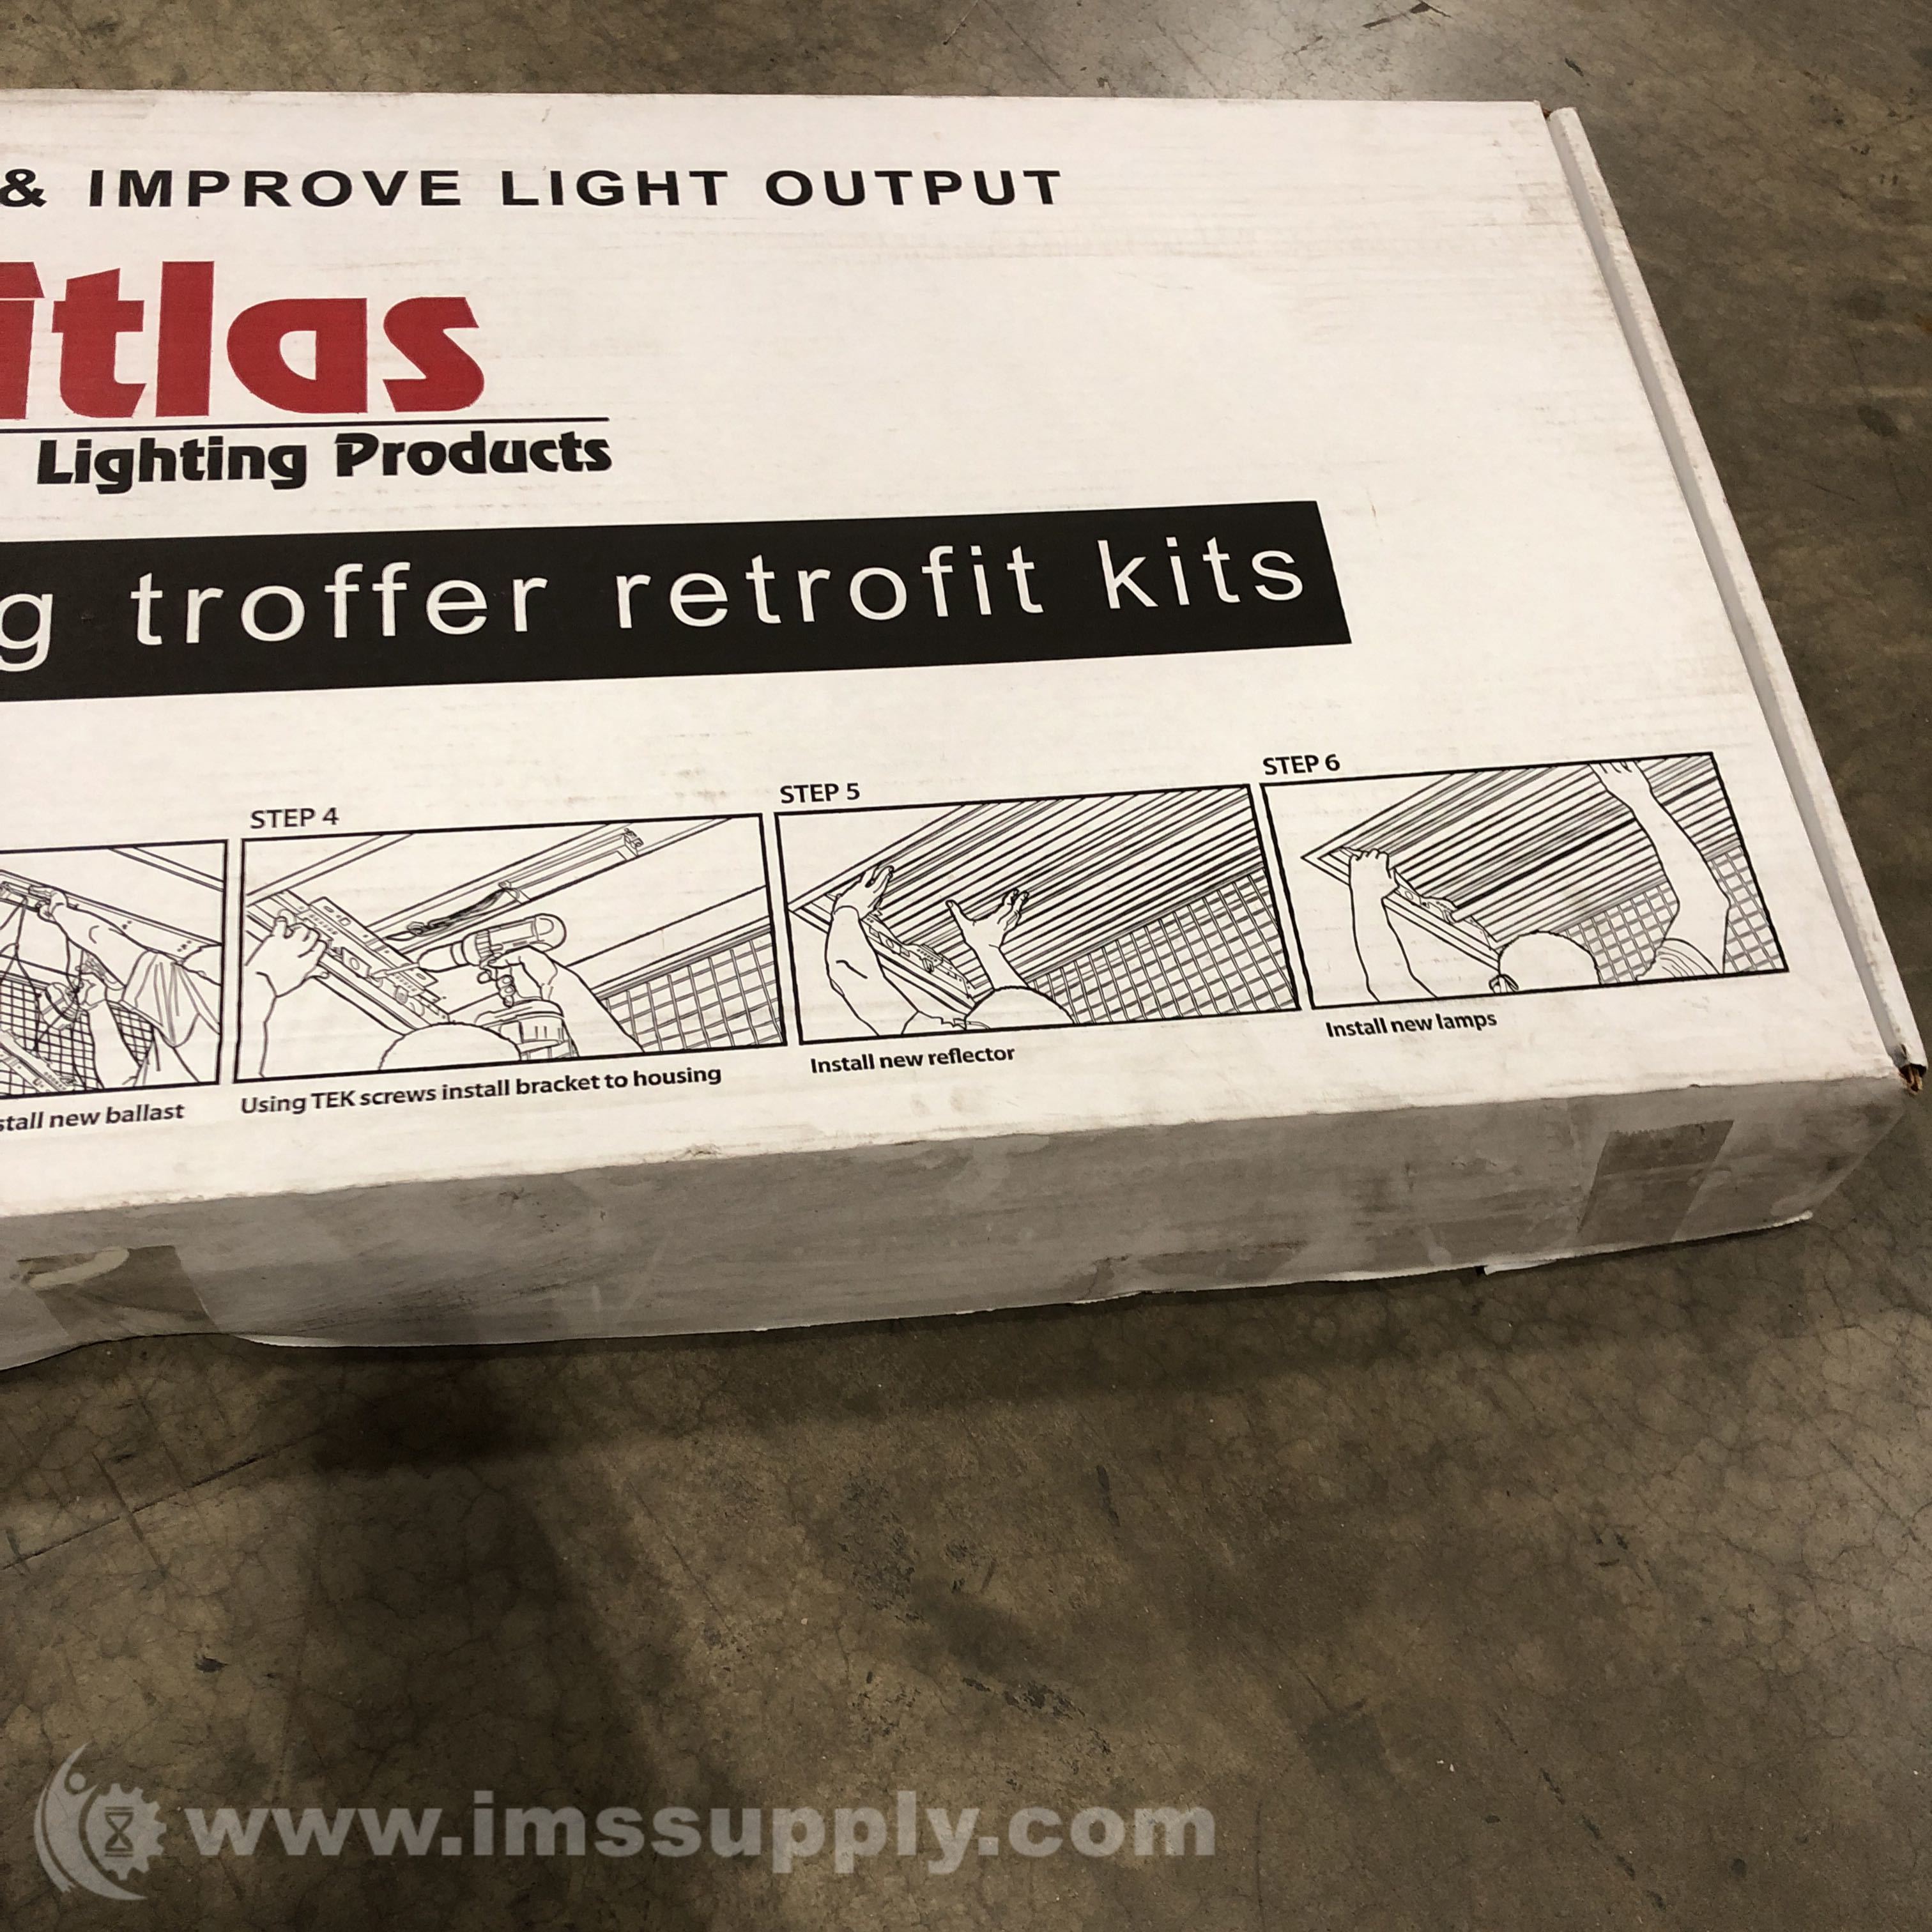 & IMPROVE LIGHT OUTPUT
tlas
Lighting Products
g troffer retrofit kits
STEP 4
STEP 5
STEP 6
stall new ballast
Using TEK screws install bracket to housing
Install new reflector
Install new lamps
www.imssupply.com